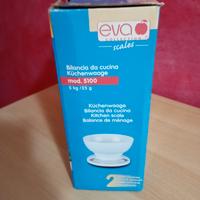 eva
COLLECTION
scales
Bilancia da cucina
Küchenwaage
mod. 5100
5 kg / 25 g
Küchenwaage
Bilancia da cucina
Kitchen scale
Balance de ménage
2